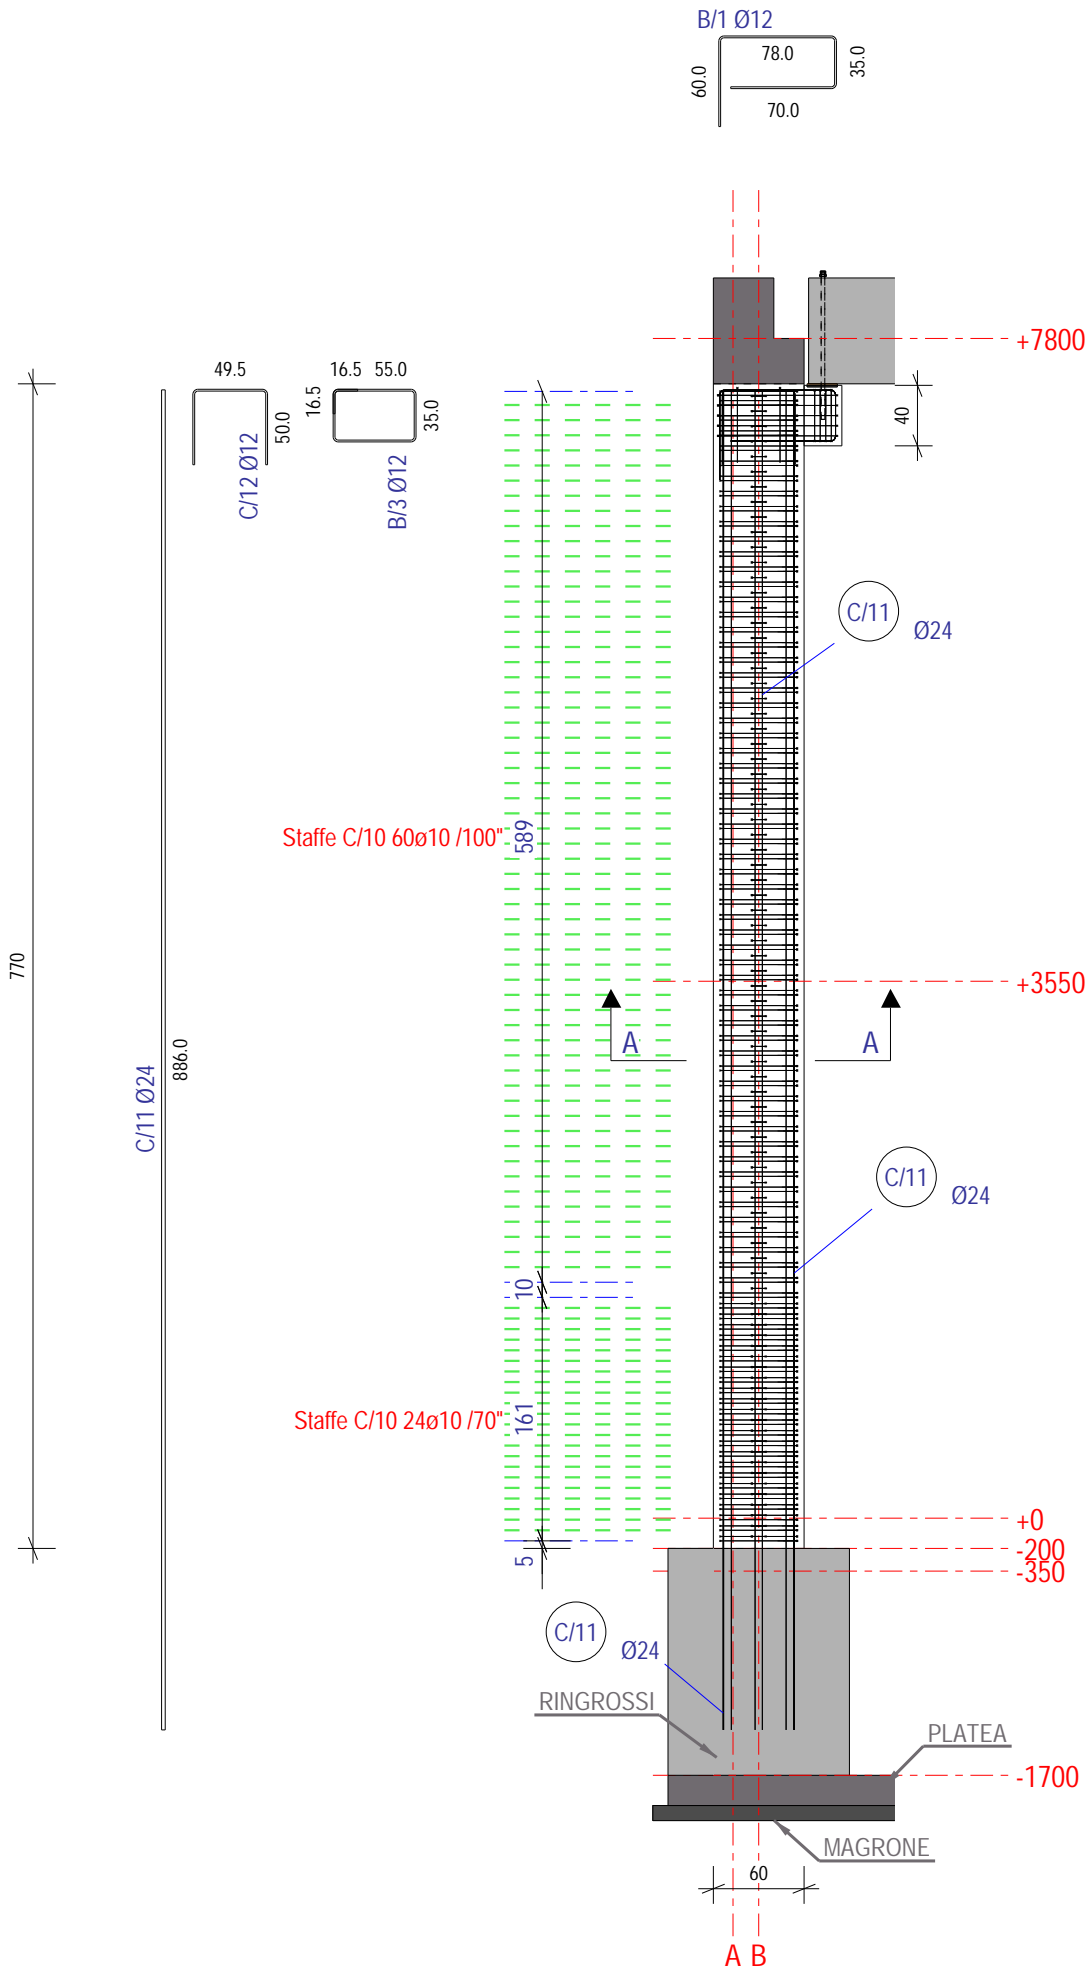 B/1 Ø12
78.0
60.0
35.0
70.0
+7800
49.5
16.5 55.0
16.5
50.0
35.0
40
C/12 Ø12
B/3 Ø12
C/11
Ø24
Staffe C/10 60ø10 /100"
589
770
+3550
A
A
886.0
C/11 Ø24
C/11
Ø24
10
Staffe C/10 24ø10 /70"
161
+0
-200
-350
5
C/11
Ø24
RINGROSSI
PLATEA
-1700
MAGRONE
60
A B